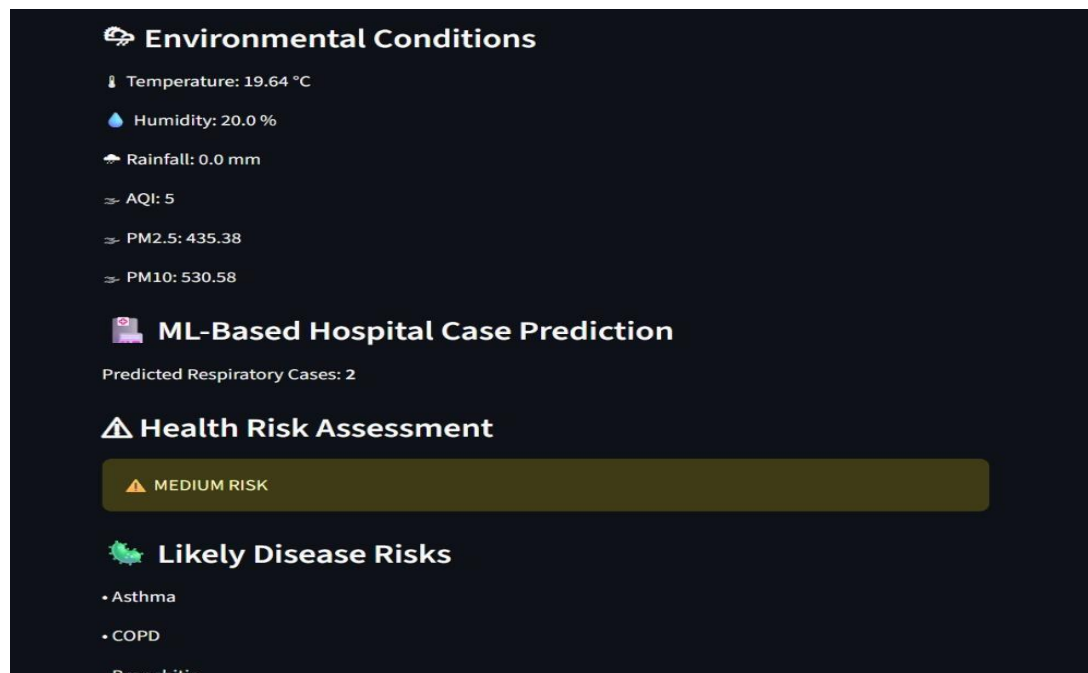 Environmental Conditions
Temperature: 19.64 °C
Humidity: 20.0 %
Rainfall: 0.0 mm
AQI: 5
PM2.5: 435.38
PM10: 530.58
ML-Based Hospital Case Prediction
Predicted Respiratory Cases: 2
Health Risk Assessment
MEDIUM RISK
Likely Disease Risks
• Asthma
• COPD